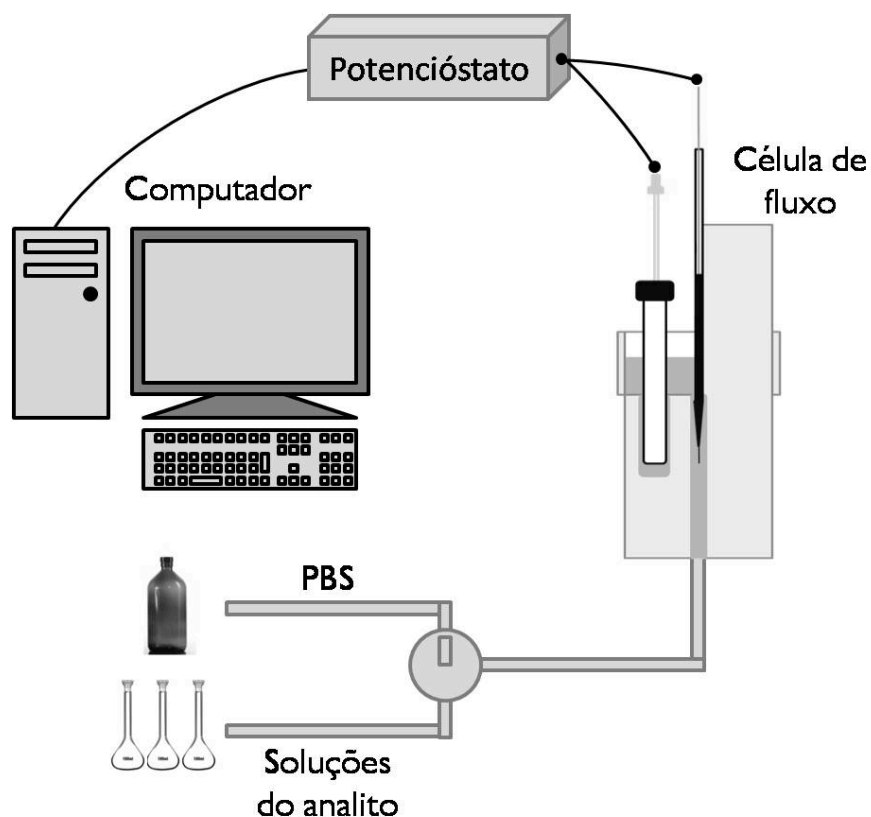 Potencióstato
Célula de
fluxo
Computador
PBS
Soluções
do analito